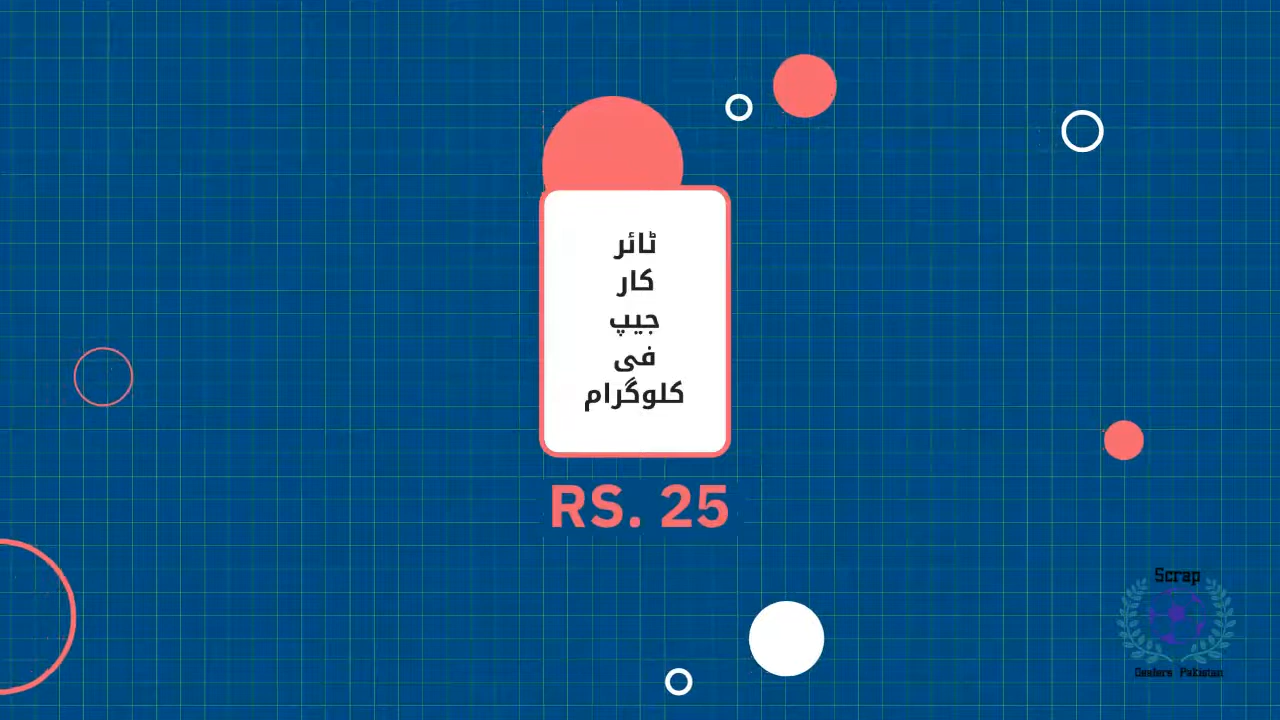 ٹائر
کار
جیپ
فی
کلوگرام
RS. 25
Scrap
Dealers Pakistan